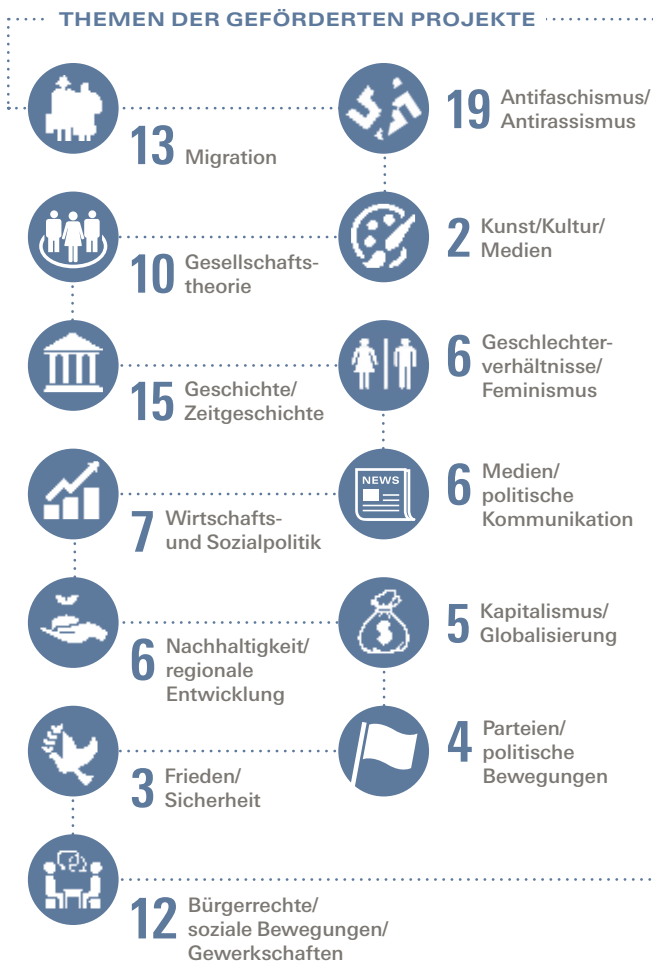 THEMEN DER GEFÖRDERTEN PROJEKTE
13 Migration
19 Antifaschismus/
Antirassismus
10 Gesellschafts-
theorie
2 Kunst/Kultur/
Medien
15 Geschichte/
Zeitgeschichte
6 Geschlechter-
verhältnisse/
Feminismus
7 Wirtschafts-
und Sozialpolitik
NEWS
6 Medien/
politische
Kommunikation
6 Nachhaltigkeit/
regionale
Entwicklung
$
5 Kapitalismus/
Globalisierung
3 Frieden/
Sicherheit
4 Parteien/
politische
Bewegungen
12 Bürgerrechte/
soziale Bewegungen/
Gewerkschaften